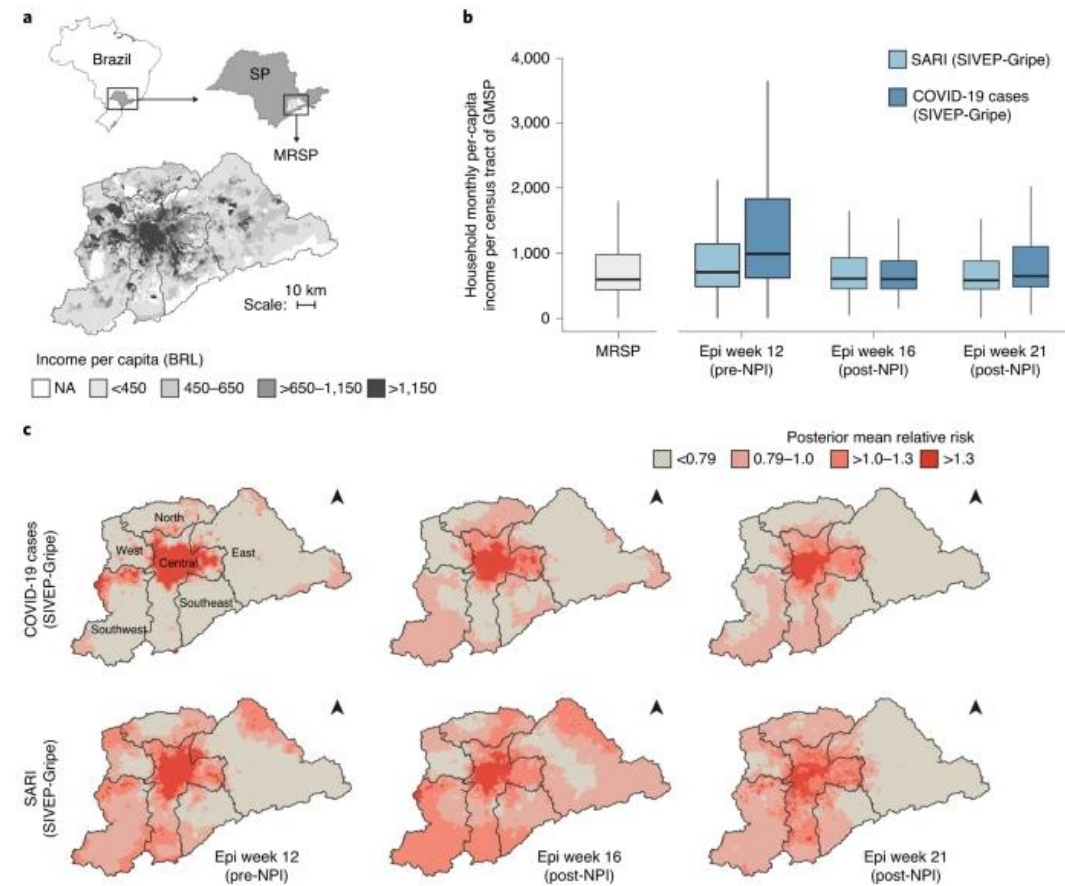 a
Brazil
SP
MRSP
10 km
Scale:
Income per capita (BRL)
NA <450 450–650 >650–1,150 >1,150
b
Household monthly per-capita
income per census tract of GMSP
4,000
3,000
2,000
1,000
0
SARI (SIVEP-Gripe)
COVID-19 cases
(SIVEP-Gripe)
MRSP
Epi week 12
(pre-NPI)
Epi week 16
(post-NPI)
Epi week 21
(post-NPI)
c
Posterior mean relative risk
<0.79 0.79–1.0 >1.0–1.3 >1.3
COVID-19 cases
(SIVEP-Gripe)
North
West
Central
East
Southeast
Southwest
SARI
(SIVEP-Gripe)
Epi week 12
(pre-NPI)
Epi week 16
(post-NPI)
Epi week 21
(post-NPI)